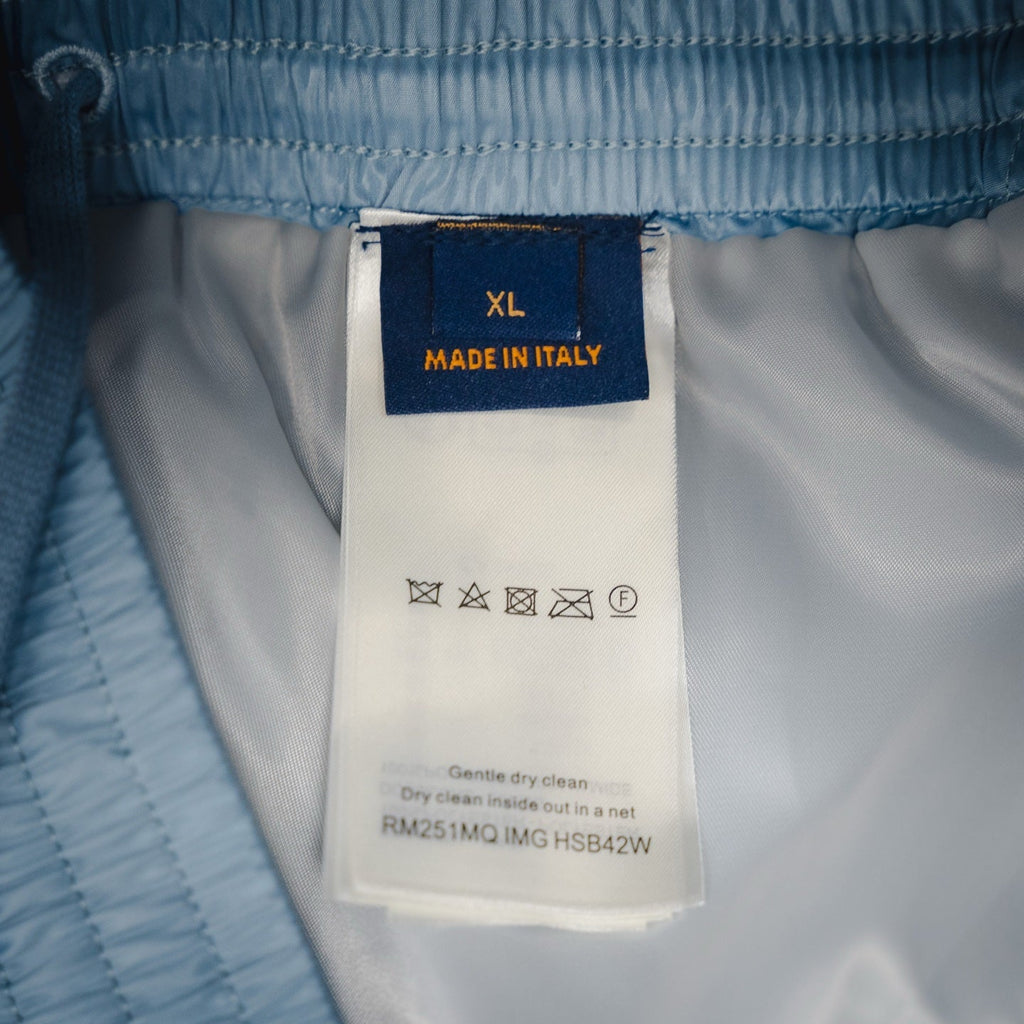 XL
MADE IN ITALY
F
Gentle dry clean
Dry clean inside out in a net
RM251MQ IMG HSB42W